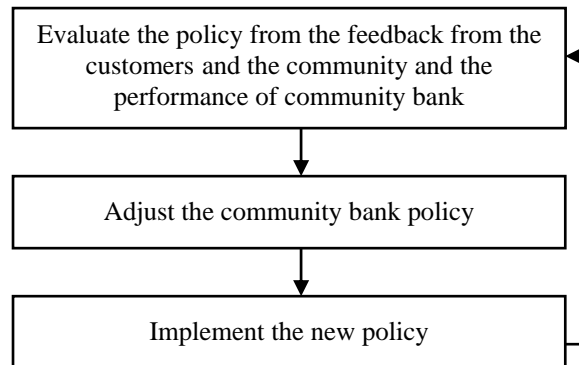 Evaluate the policy from the feedback from the
customers and the community and the
performance of community bank
Adjust the community bank policy
Implement the new policy